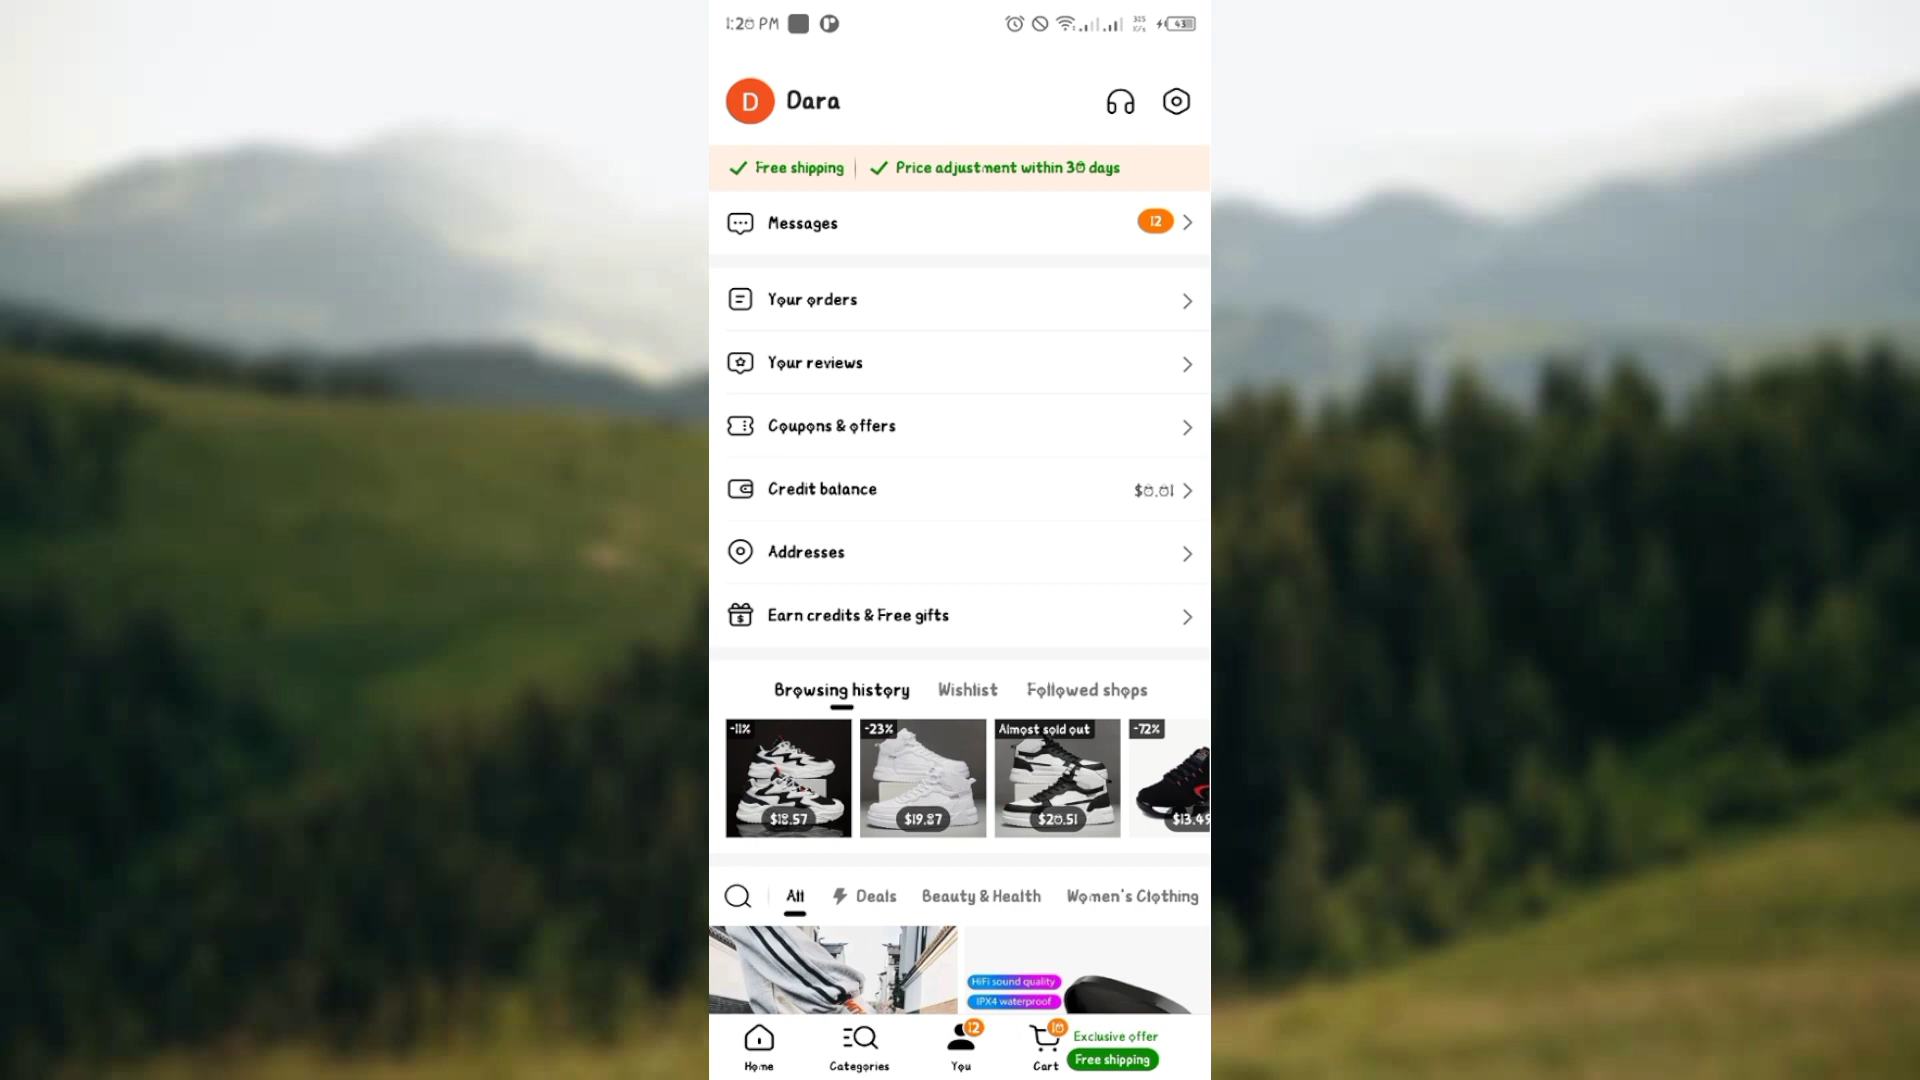 1:20 PM
315 K/s 43
D Dara
Free shipping | Price adjustment within 30 days
Messages 12
Your orders
Your reviews
Coupons & offers
Credit balance $0.01
Addresses
Earn credits & Free gifts
Browsing history Wishlist Followed shops
-11% -23% Almost sold out -72%
$18.57 $19.87 $20.51 $13.49
All Deals Beauty & Health Women's Clothing
HiFi sound quality
IPX4 waterproof
12 10 Exclusive offer
Free shipping
Home Categories You Cart